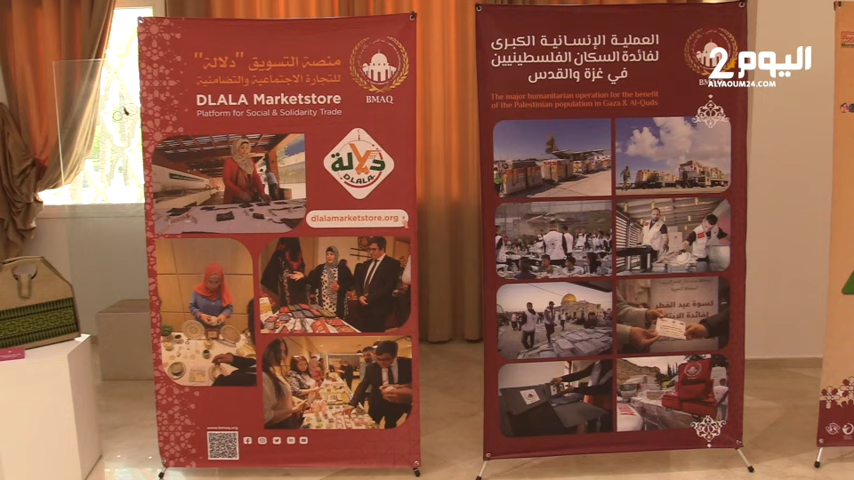 منصة التسويق "دلالة"
للتجارة الاجتماعية والتضامنية
DLALA Marketstore
Platform for Social & Solidarity Trade
BMAQ
دلالة
DLALA
dlalamarketstore.org
العملية الإنسانية الكبرى
لفائدة السكان الفلسطينيين
في غزة والقدس
The major humanitarian operation for the benefit
of the Palestinian population in Gaza & Al-Quds
BMAQ
كسوة عيد الفطر
لفائدة الأيتام
اليوم 24
ALYAOUM24.COM